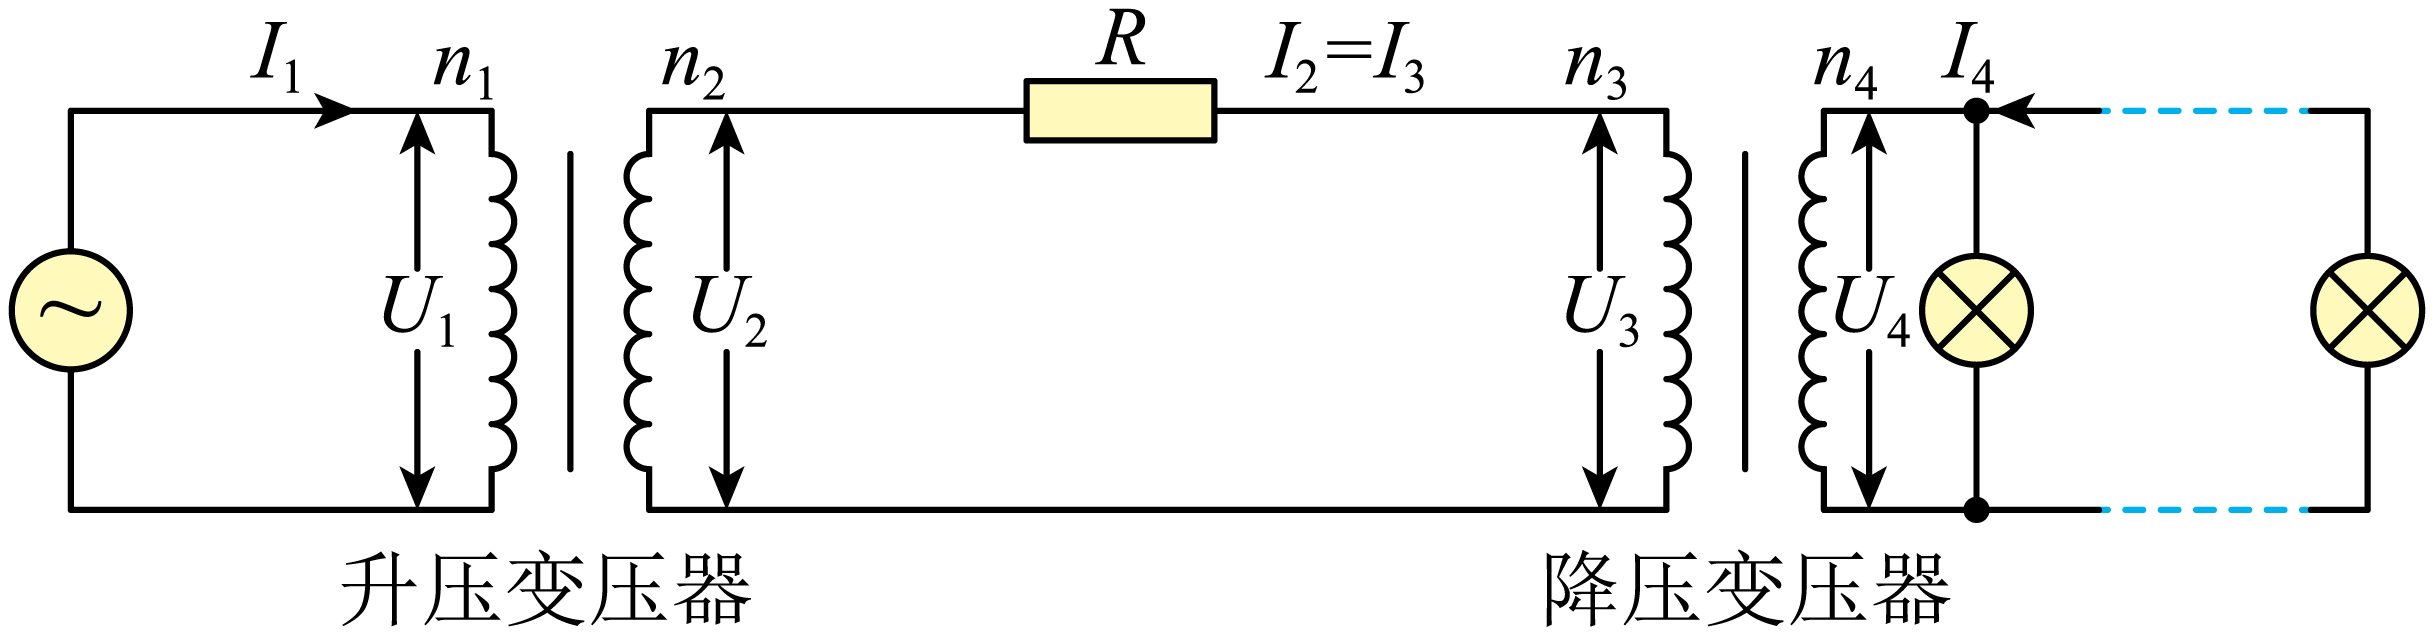 I₁ n₁ n₂ R I₂=I₃ n₃ n₄ I₄
~ U₁ U₂ U₃ U₄
升压变压器 降压变压器